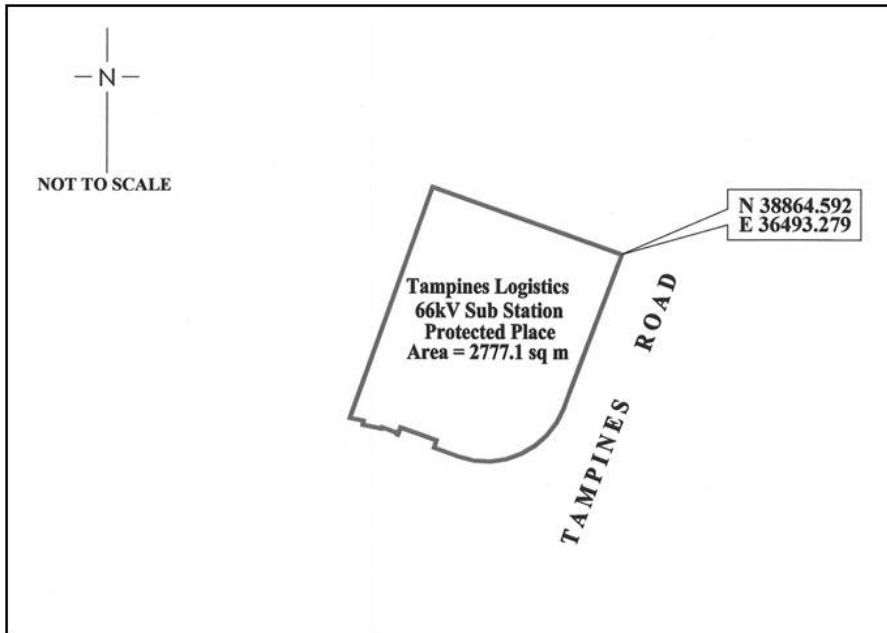 N
NOT TO SCALE
N 38864.592
E 36493.279
Tampines Logistics
66kV Sub Station
Protected Place
Area = 2777.1 sq m
TAMPINES ROAD